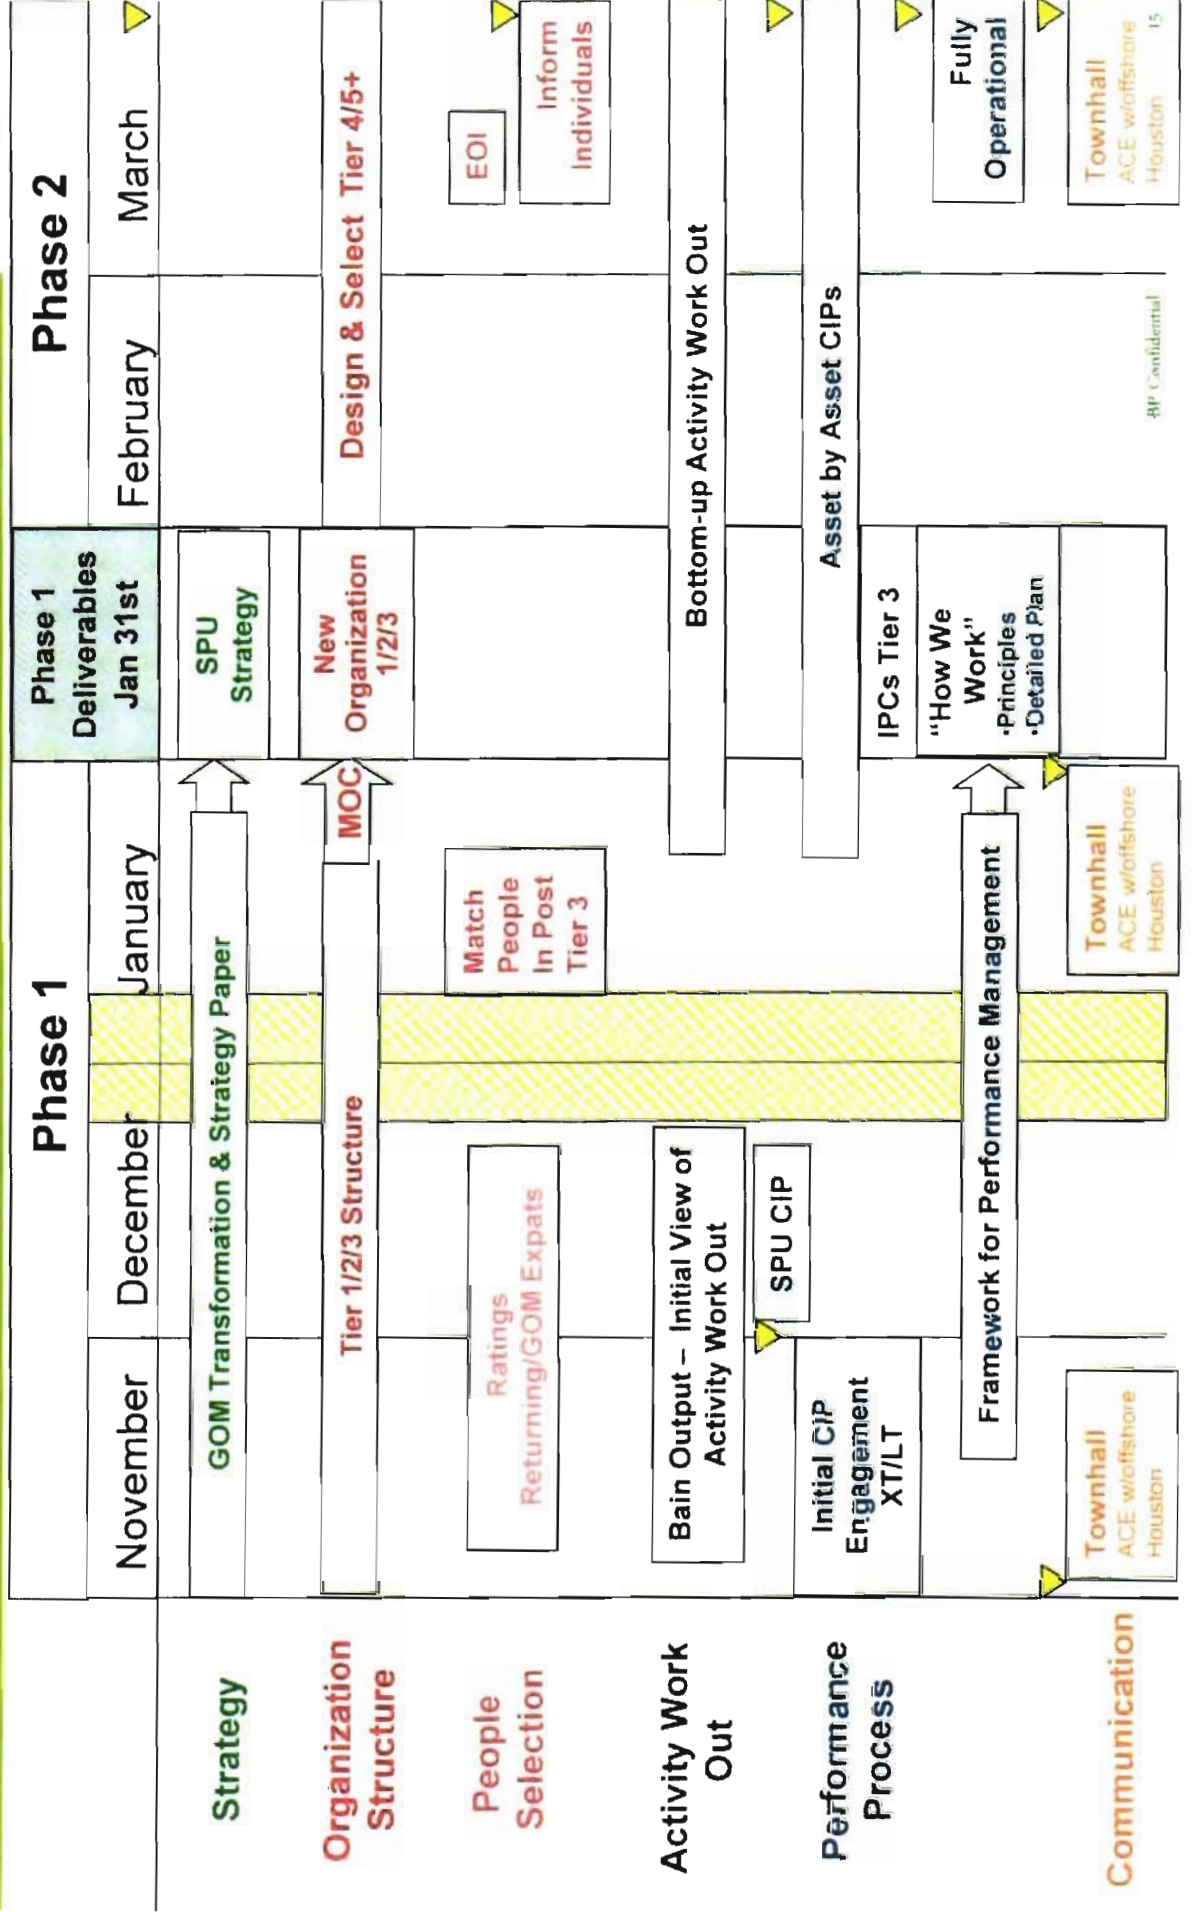 Phase 1
Phase 1
Deliverables
Jan 31st
Phase 2
November
December
January
February
March
Strategy
GOM Transformation & Strategy Paper
SPU
Strategy
Organization
Structure
Tier 1/2/3 Structure
MOC
New
Organization
1/2/3
Design & Select Tier 4/5+
People
Selection
Ratings
Returning/GOM Expats
Match
People
In Post
Tier 3
EOI
Inform
Individuals
Activity Work
Out
Bain Output – Initial View of
Activity Work Out
Bottom-up Activity Work Out
Performance
Process
Initial CIP
Engagement
XT/LT
SPU CIP
Asset by Asset CIPs
IPCs Tier 3
Framework for Performance Management
“How We
Work”
•Principles
•Detailed Plan
Fully
Operational
Communication
Townhall
ACE w/offshore
Houston
Townhall
ACE w/offshore
Houston
Townhall
ACE w/offshore
Houston
BP Confidential
15